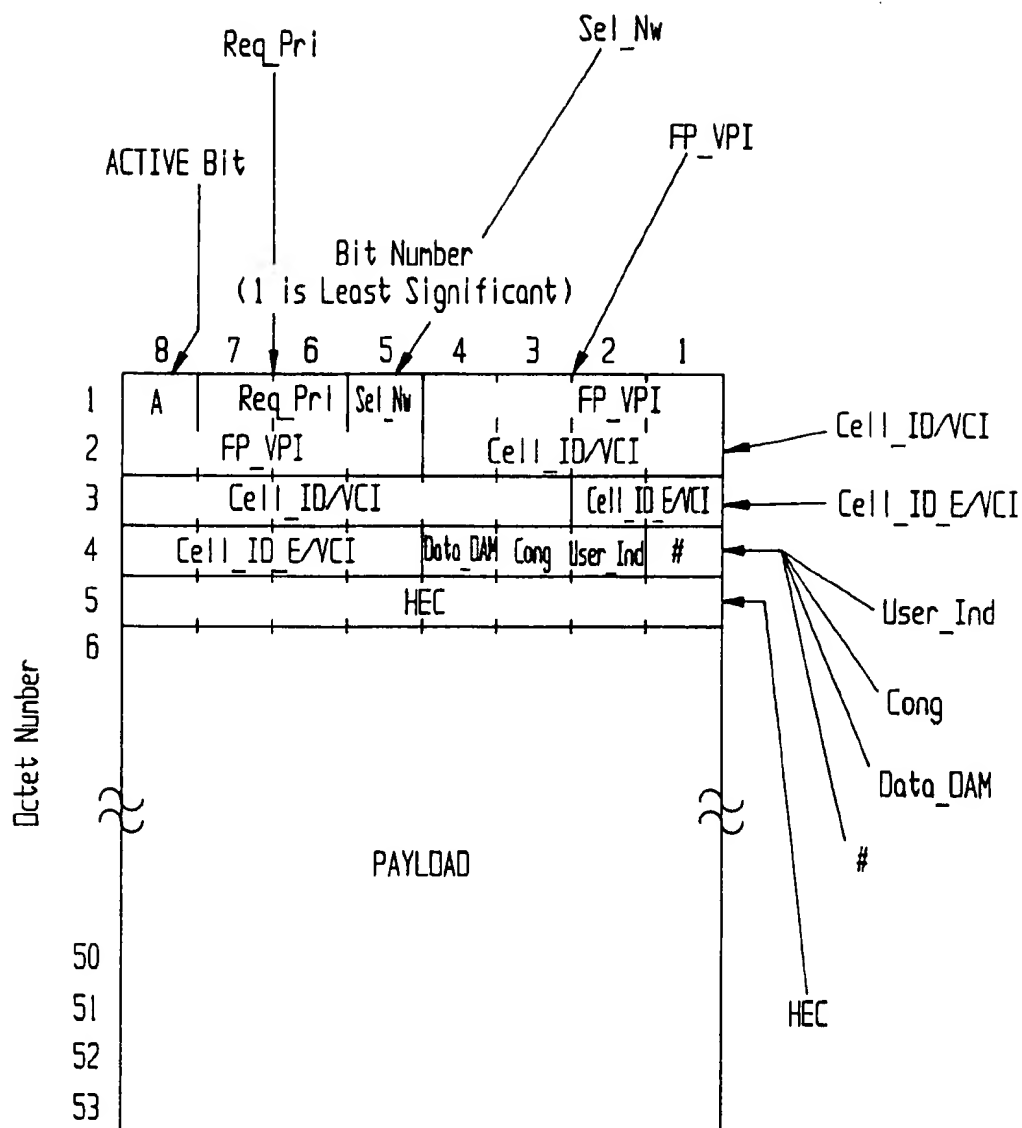 Req_Pri
Sel_Nw
FP_VPI
ACTIVE Bit
Bit Number
(1 is Least Significant)
8 7 6 5 4 3 2 1
1 A Req_Pri Sel_Nw FP_VPI
2 FP_VPI Cell_ID/VCI
Cell_ID/VCI
3 Cell_ID/VCI Cell_ID_E/VCI
Cell_ID_E/VCI
4 Cell_ID_E/VCI Data_DAM Cong User_Ind #
5 HEC
User_Ind
6
Cong
Octet Number
Data_DAM
#
PAYLOAD
50
51
HEC
52
53